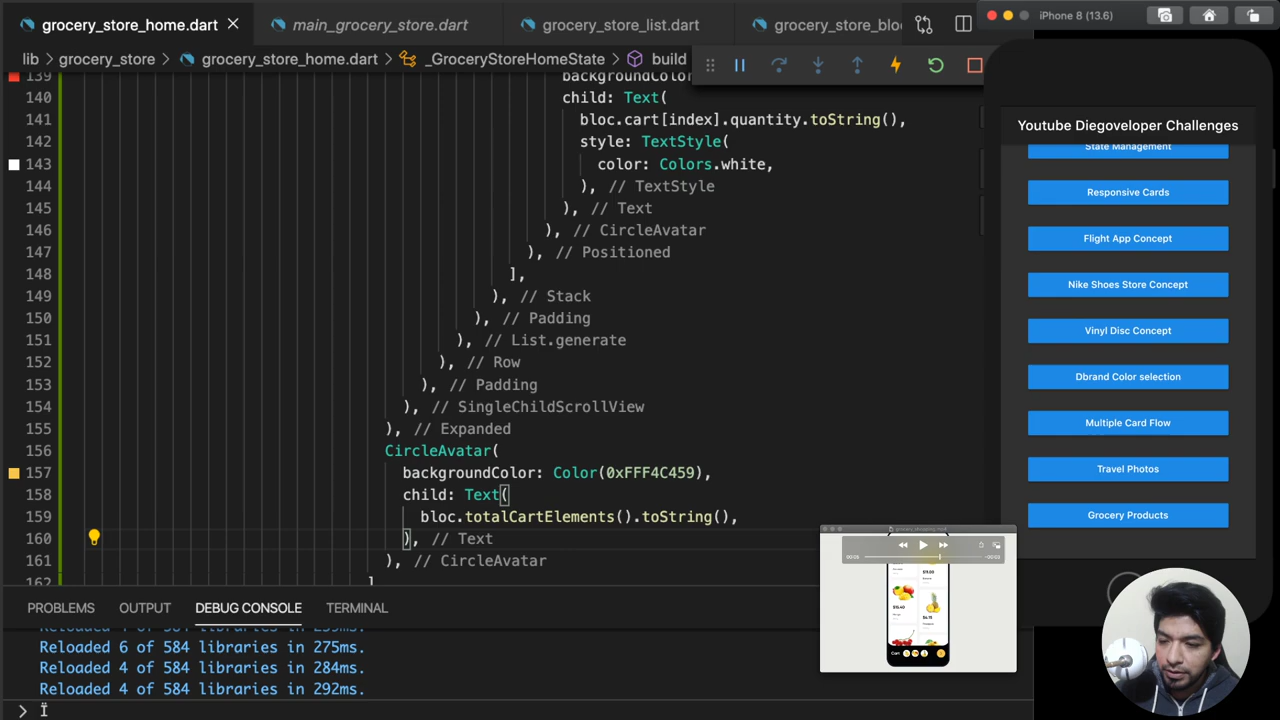 grocery_store_home.dart
main_grocery_store.dart
grocery_store_list.dart
grocery_store_blo
iPhone 8 (13.6)
lib > grocery_store > grocery_store_home.dart > _GroceryStoreHomeState > build
139 backgroundColo
140 child: Text(
141 bloc.cart[index].quantity.toString(),
142 style: TextStyle(
143 color: Colors.white,
144 ), // TextStyle
145 ), // Text
146 ), // CircleAvatar
147 ), // Positioned
148 ],
149 ), // Stack
150 ), // Padding
151 ), // List.generate
152 ), // Row
153 ), // Padding
154 ), // SingleChildScrollView
155 ), // Expanded
156 CircleAvatar(
157 backgroundColor: Color(0xFFF4C459),
158 child: Text(
159 bloc.totalCartElements().toString(),
160 ), // Text
161 ), // CircleAvatar
162 ]
Youtube Diegoveloper Challenges
State Management
Responsive Cards
Flight App Concept
Nike Shoes Store Concept
Vinyl Disc Concept
Dbrand Color selection
Multiple Card Flow
Travel Photos
Grocery Products
PROBLEMS
OUTPUT
DEBUG CONSOLE
TERMINAL
Reloaded 6 of 584 libraries in 275ms.
Reloaded 4 of 584 libraries in 284ms.
Reloaded 4 of 584 libraries in 292ms.
>
Cart